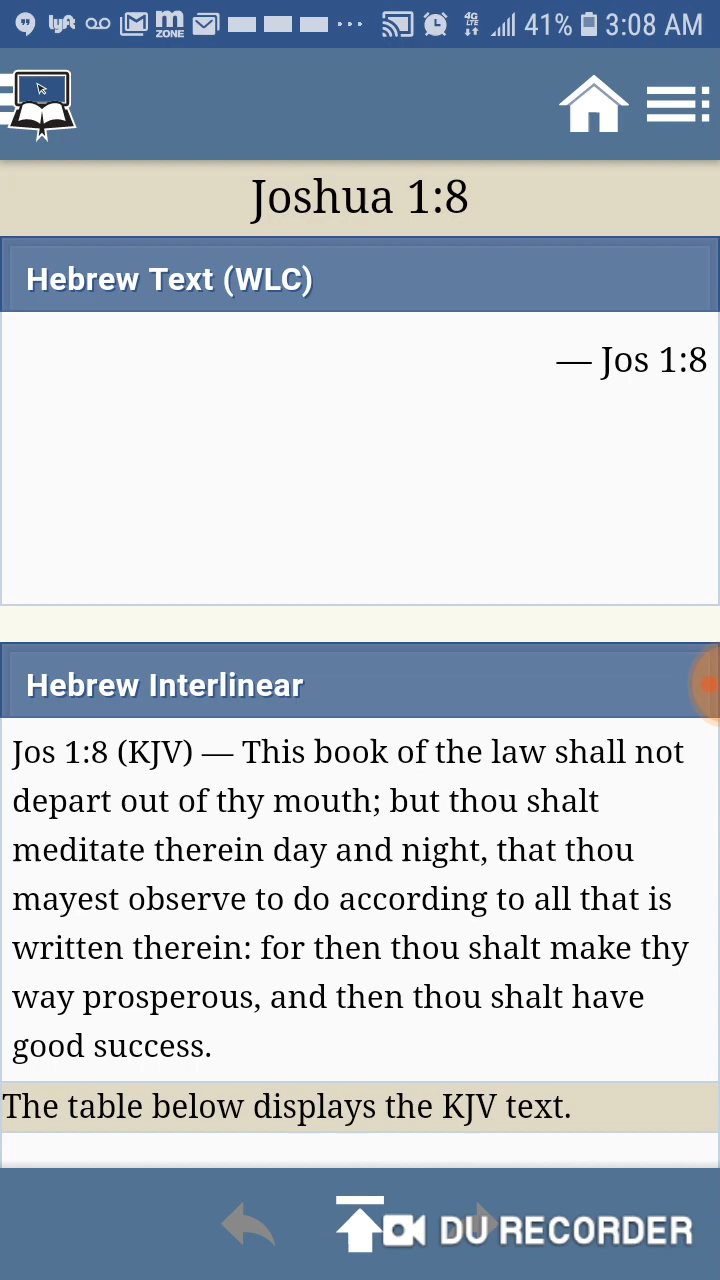 lyft
M
m
ZONE
4G
LTE
41%
3:08 AM
Joshua 1:8
Hebrew Text (WLC)
— Jos 1:8
Hebrew Interlinear
Jos 1:8 (KJV) — This book of the law shall not
depart out of thy mouth; but thou shalt
meditate therein day and night, that thou
mayest observe to do according to all that is
written therein: for then thou shalt make thy
way prosperous, and then thou shalt have
good success.
The table below displays the KJV text.
DU RECORDER